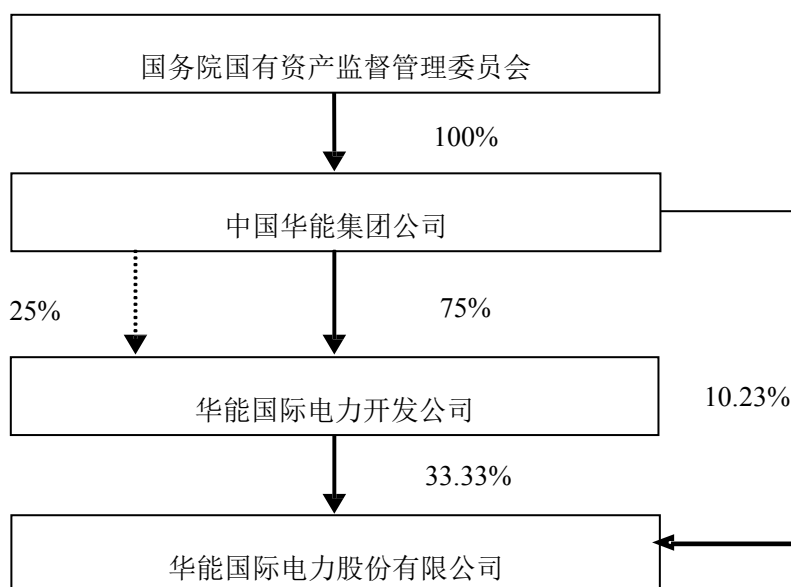 国务院国有资产监督管理委员会
100%
中国华能集团公司
25%
75%
华能国际电力开发公司
10.23%
33.33%
华能国际电力股份有限公司